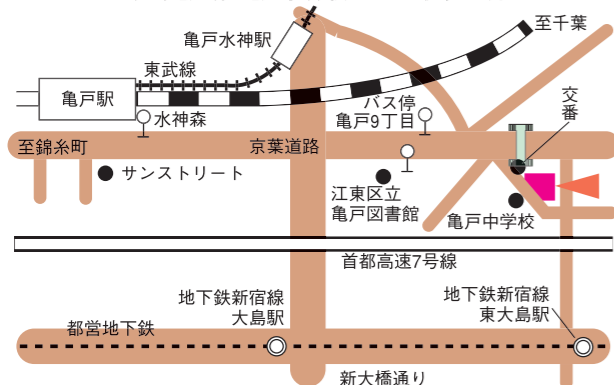 亀戸水神駅
至千葉
東武線
亀戸駅
バス停
亀戸9丁目
交番
水神森
至錦糸町
京葉道路
サンストリート
江東区立
亀戸図書館
亀戸中学校
首都高速7号線
地下鉄新宿線
大島駅
地下鉄新宿線
東大島駅
都営地下鉄
新大橋通り